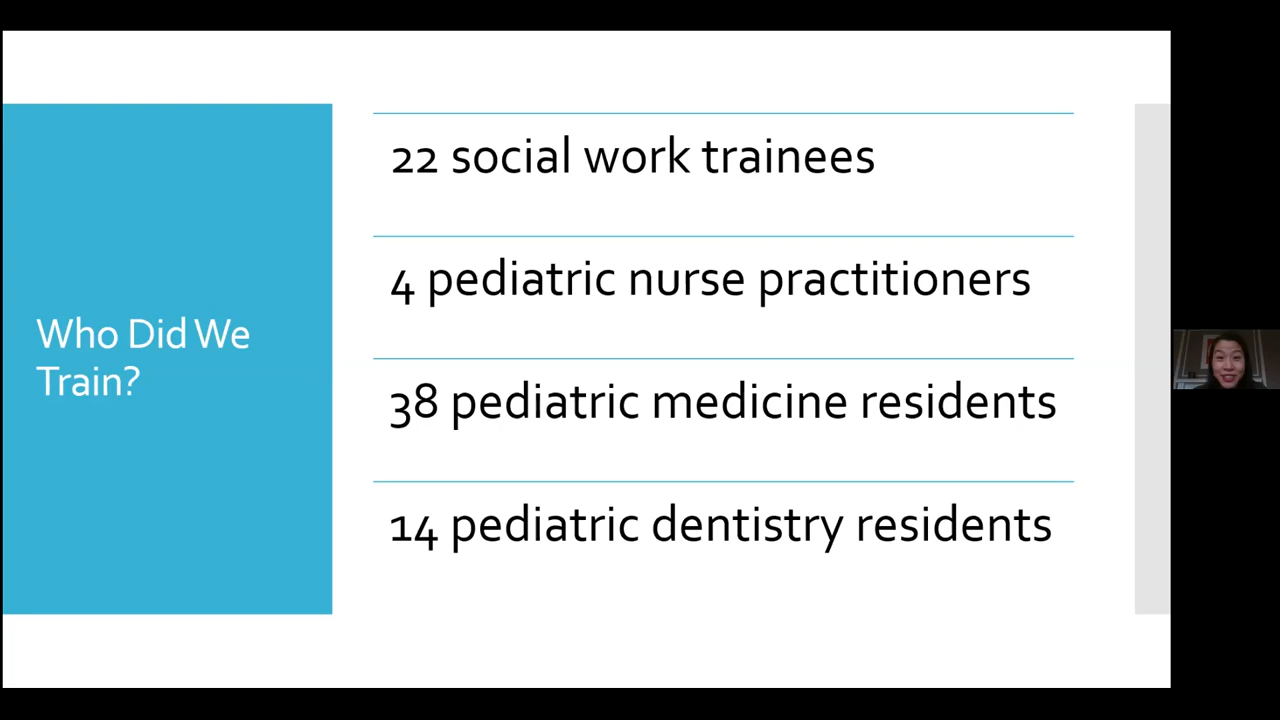 Who Did We
Train?
22 social work trainees
4 pediatric nurse practitioners
38 pediatric medicine residents
14 pediatric dentistry residents